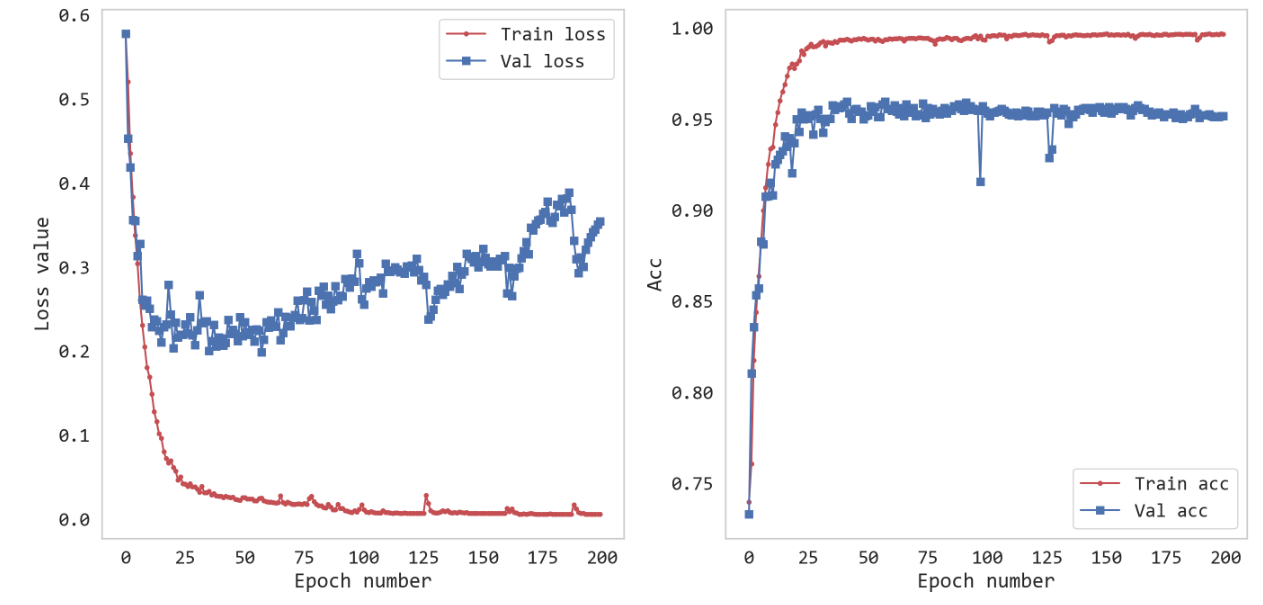 0.6
0.5
0.4
0.3
0.2
0.1
0.0
Loss value
Train loss
Val loss
0 25 50 75 100 125 150 175 200
Epoch number
1.00
0.95
0.90
0.85
0.80
0.75
Acc
Train acc
Val acc
0 25 50 75 100 125 150 175 200
Epoch number